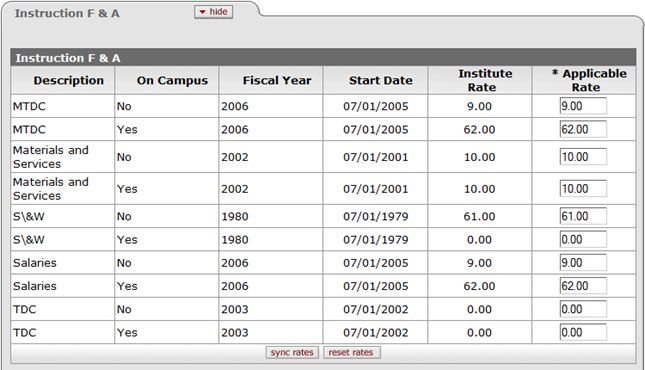 Instruction F & A
hide
Instruction F & A
Description On Campus Fiscal Year Start Date Institute Rate * Applicable Rate
MTDC No 2006 07/01/2005 9.00 9.00
MTDC Yes 2006 07/01/2005 62.00 62.00
Materials and Services No 2002 07/01/2001 10.00 10.00
Materials and Services Yes 2002 07/01/2001 10.00 10.00
S\&W No 1980 07/01/1979 61.00 61.00
S\&W Yes 1980 07/01/1979 0.00 0.00
Salaries No 2006 07/01/2005 9.00 9.00
Salaries Yes 2006 07/01/2005 62.00 62.00
TDC No 2003 07/01/2002 0.00 0.00
TDC Yes 2003 07/01/2002 0.00 0.00
sync rates reset rates